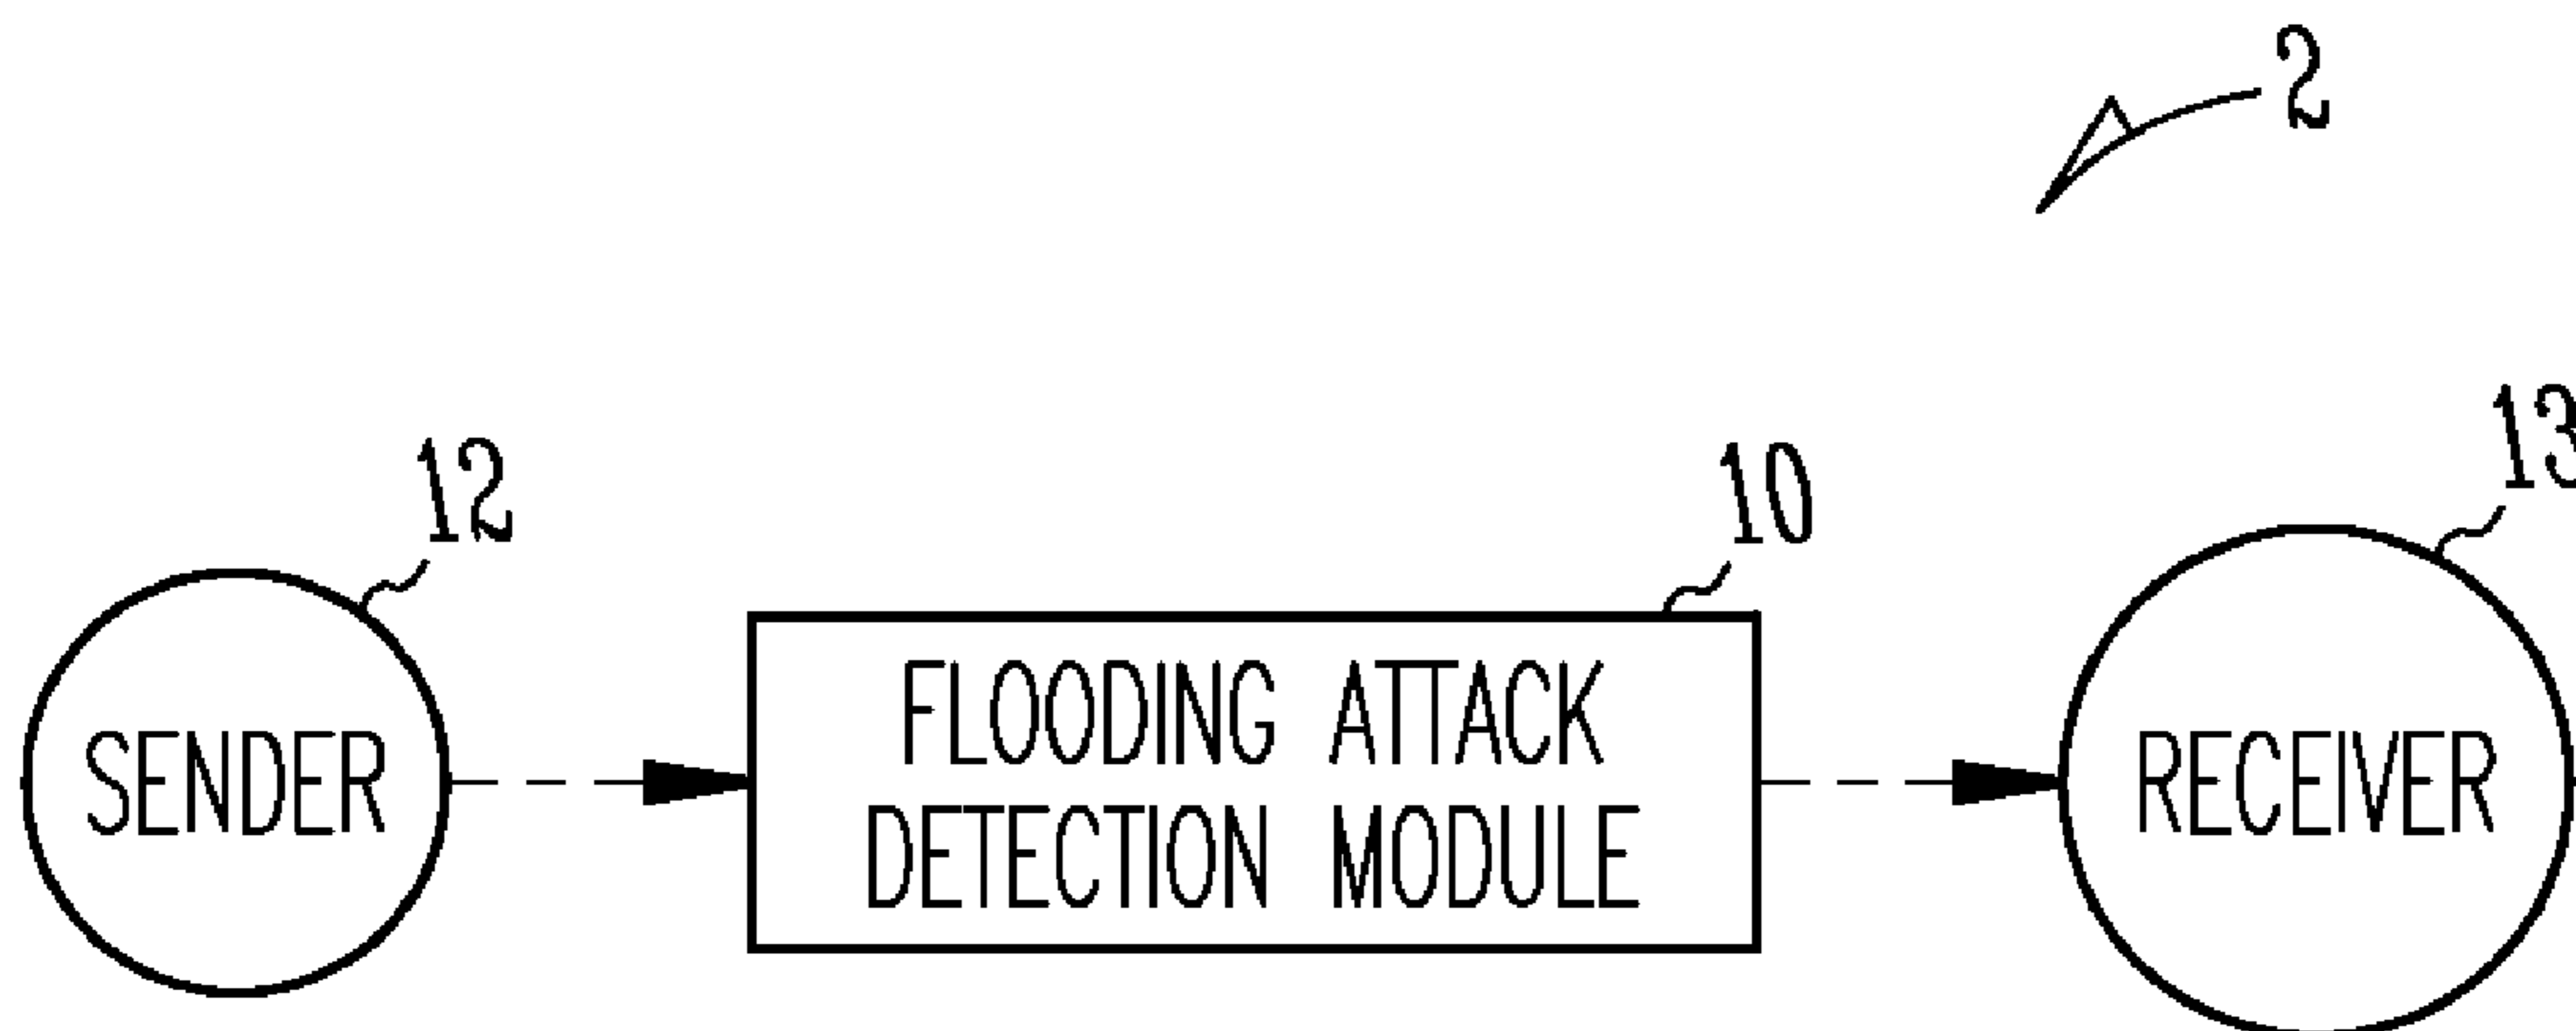 2
12
10
13
SENDER
FLOODING ATTACK
DETECTION MODULE
RECEIVER